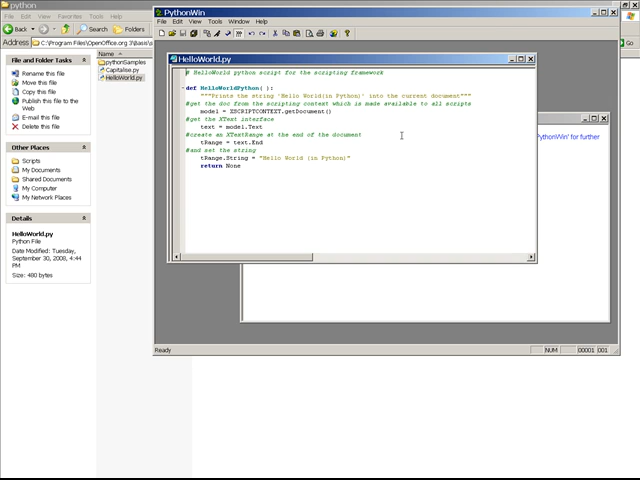 python
File Edit View Favorites Tools Help
Back Search Folders
Address C:\Program Files\OpenOffice.org 3\Basis\p
Go
File and Folder Tasks
Rename this file
Move this file
Copy this file
Publish this file to the
Web
E-mail this file
Delete this file
Other Places
Scripts
My Documents
Shared Documents
My Computer
My Network Places
Details
HelloWorld.py
Python File
Date Modified: Tuesday,
September 30, 2008, 4:44
PM
Size: 480 bytes
Name
pythonSamples
Capitalise.py
HelloWorld.py
PythonWin
File Edit View Tools Window Help
HelloWorld.py
# HelloWorld python script for the scripting framework
def HelloWorldPython( ):
"""Prints the string 'Hello World(in Python)' into the current document"""
#get the doc from the scripting context which is made available to all scripts
model = XSCRIPTCONTEXT.getDocument()
#get the XText interface
text = model.Text
#create an XTextRange at the end of the document
tRange = text.End
#and set the string
tRange.String = "Hello World (in Python)"
return None
PythonWin' for further
Ready
NUM 00001 001